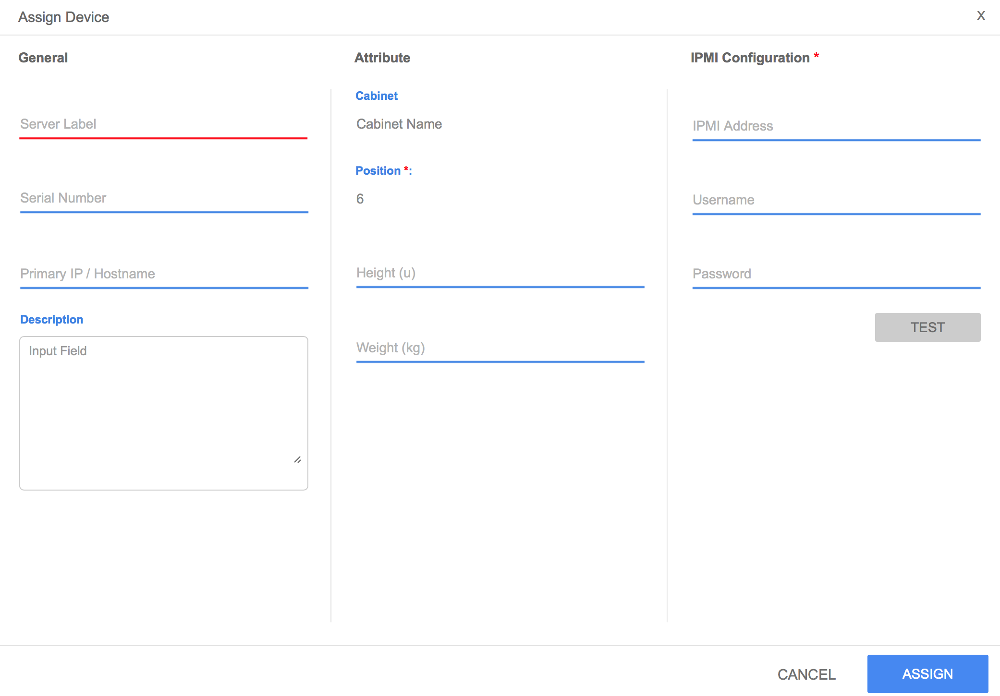 Assign Device
X
General
Server Label
Serial Number
Primary IP / Hostname
Description
Input Field
Attribute
Cabinet
Cabinet Name
Position *:
6
Height (u)
Weight (kg)
IPMI Configuration *
IPMI Address
Username
Password
TEST
CANCEL
ASSIGN